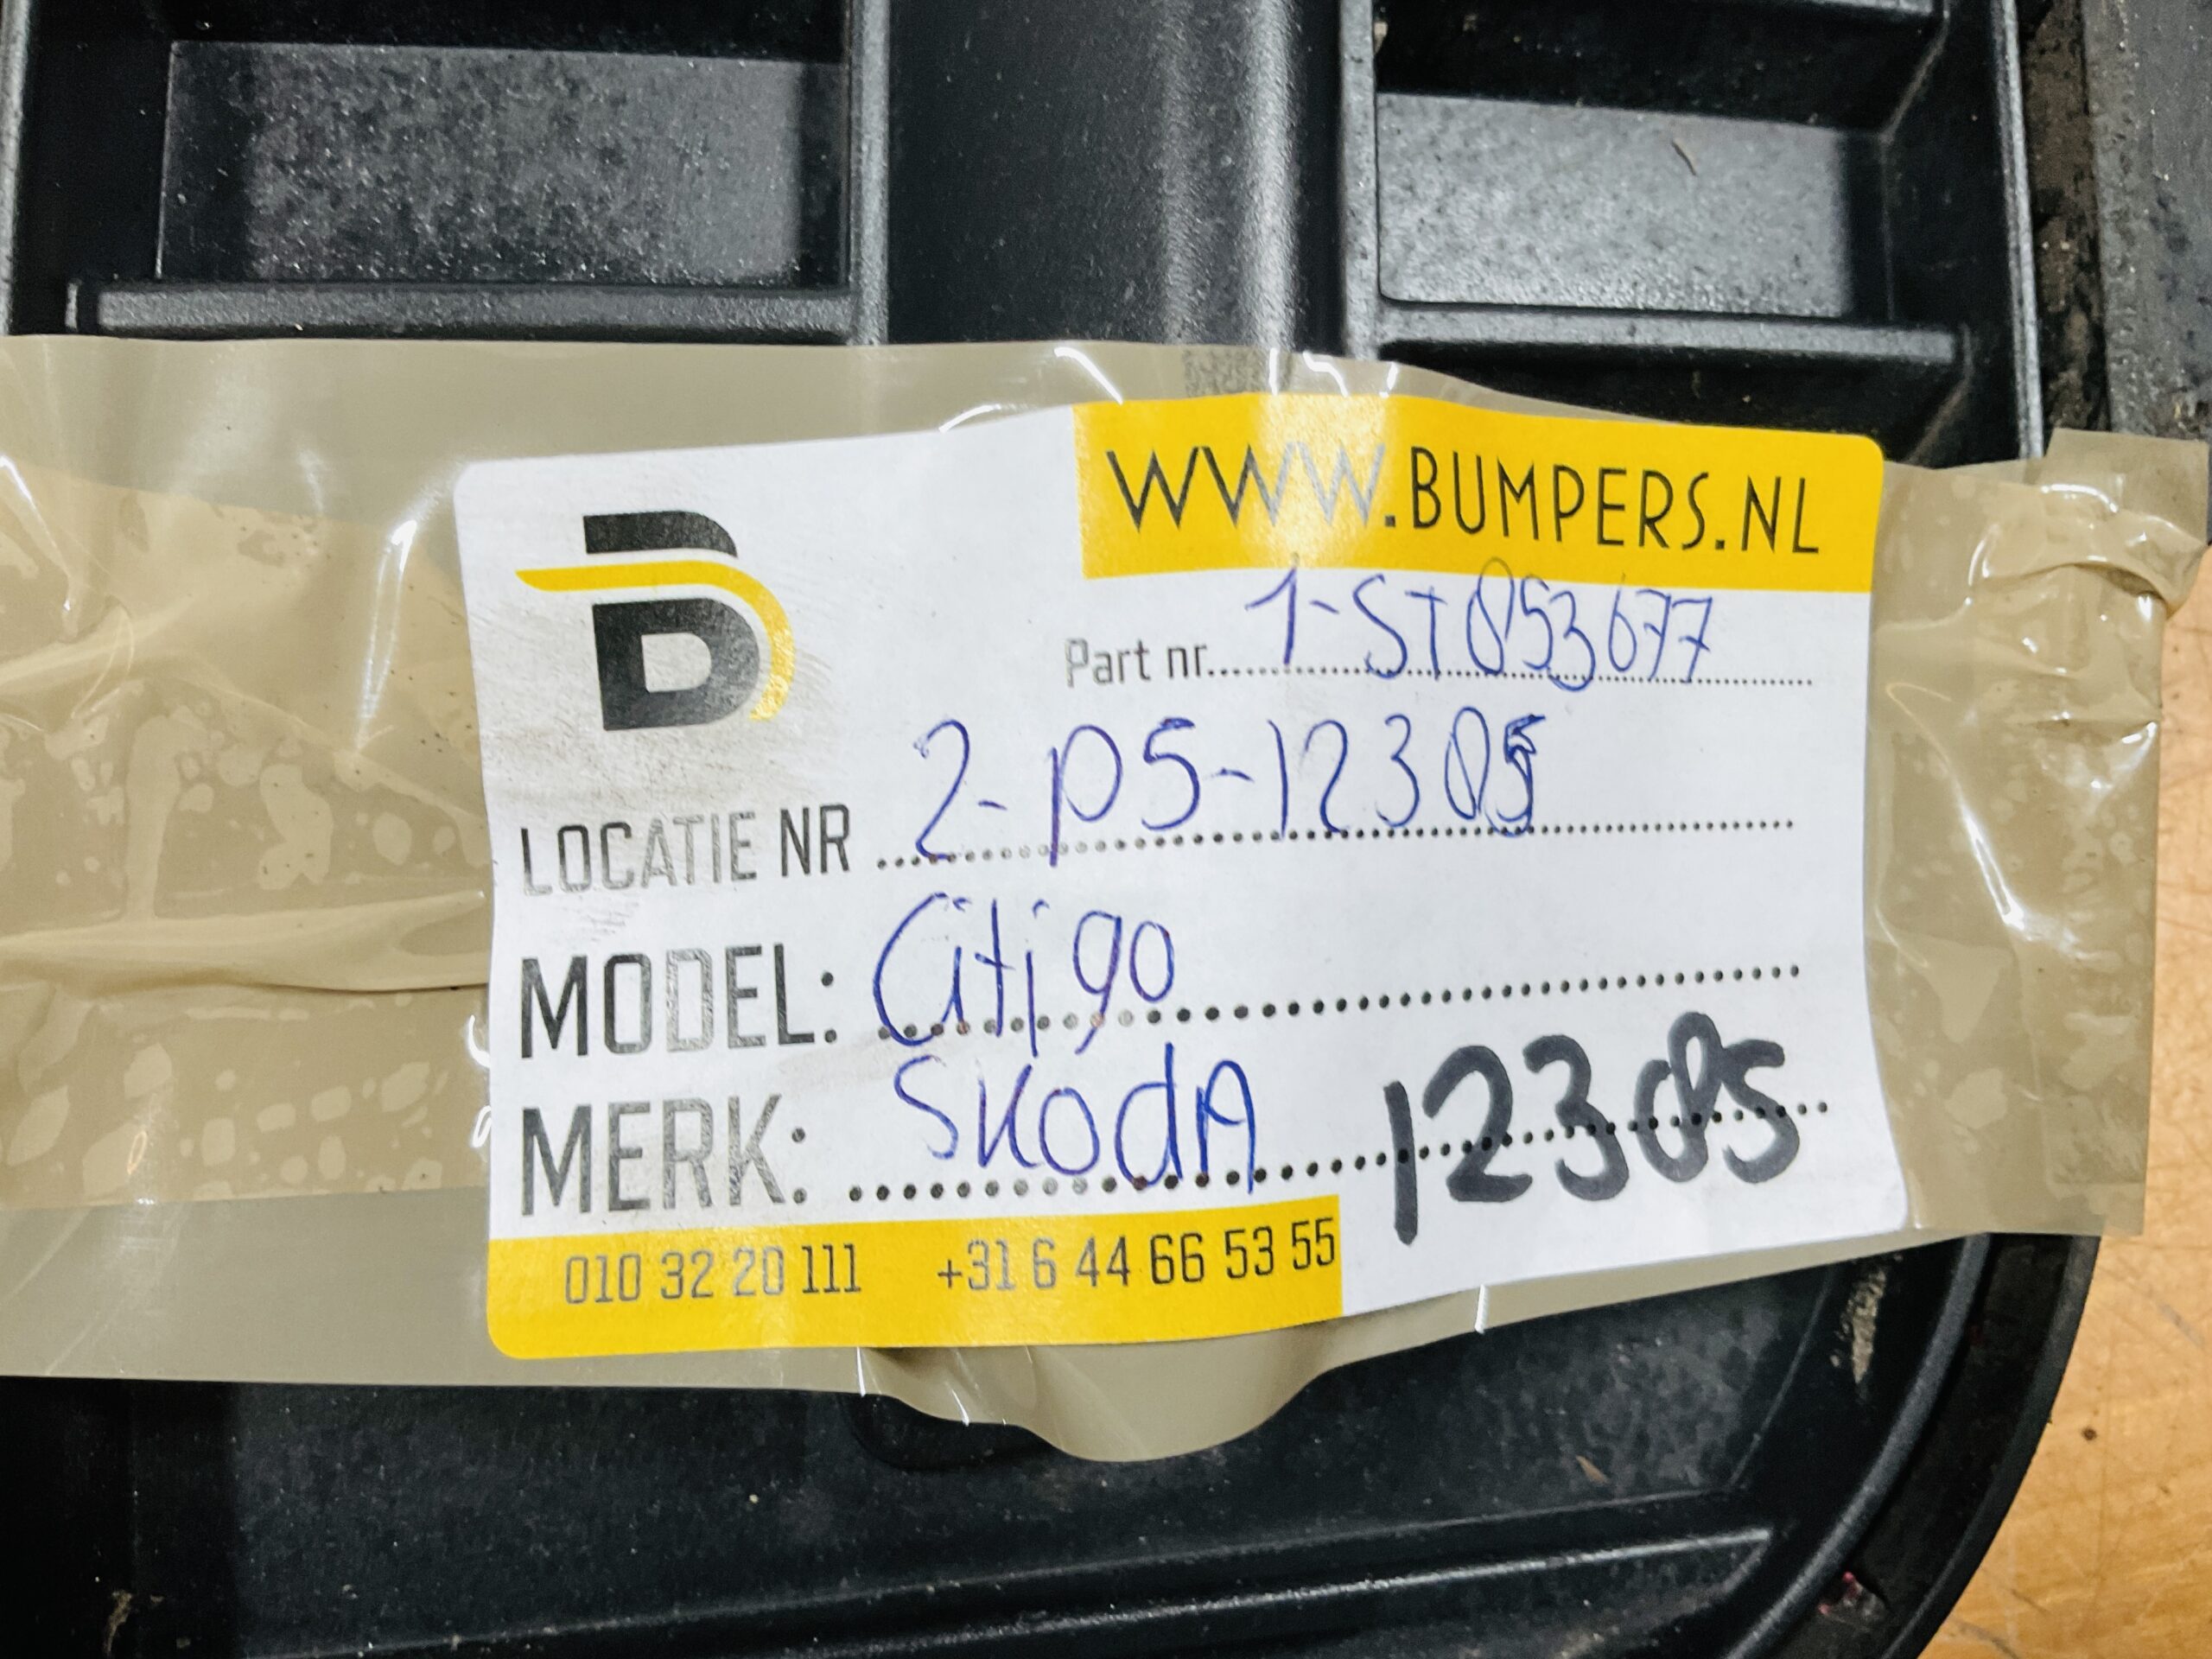 WWW.BUMPERS.NL
Part nr. 1-ST053677
LOCATIE NR 2-P5-12305
MODEL: Citigo
MERK: SKodA 12305
010 32 20 111 +31 6 44 66 53 55